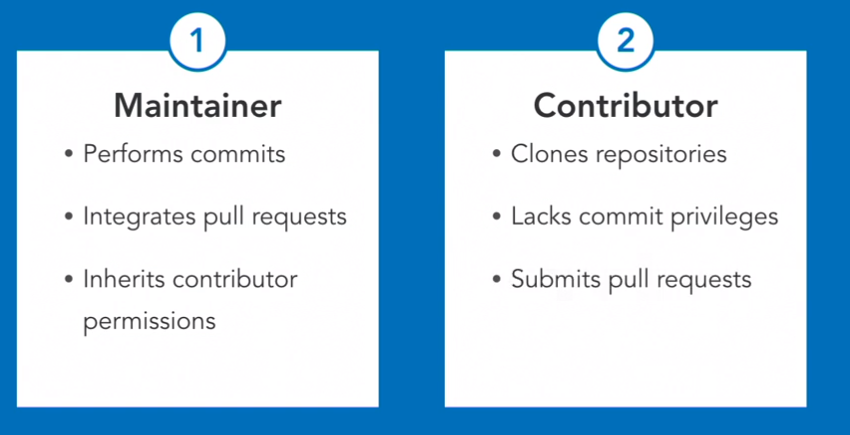 1
Maintainer
• Performs commits
• Integrates pull requests
• Inherits contributor
permissions
2
Contributor
• Clones repositories
• Lacks commit privileges
• Submits pull requests